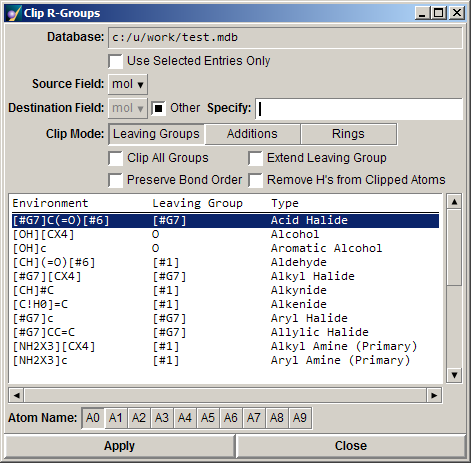 Clip R-Groups
Database: c:/u/work/test.mdb
Use Selected Entries Only
Source Field: mol
Destination Field: mol Other Specify:
Clip Mode: Leaving Groups Additions Rings
Clip All Groups Extend Leaving Group
Preserve Bond Order Remove H's from Clipped Atoms
Environment Leaving Group Type
[#G7]C(=O)[#6] [#G7] Acid Halide
[OH][CX4] O Alcohol
[OH]c O Aromatic Alcohol
[CH](=O)[#6] [#1] Aldehyde
[#G7][CX4] [#G7] Alkyl Halide
[CH]#C [#1] Alkynide
[C!H0]=C [#1] Alkenide
[#G7]c [#G7] Aryl Halide
[#G7]CC=C [#G7] Allylic Halide
[NH2X3][CX4] [#1] Alkyl Amine (Primary)
[NH2X3]c [#1] Aryl Amine (Primary)
Atom Name: A0 A1 A2 A3 A4 A5 A6 A7 A8 A9
Apply Close